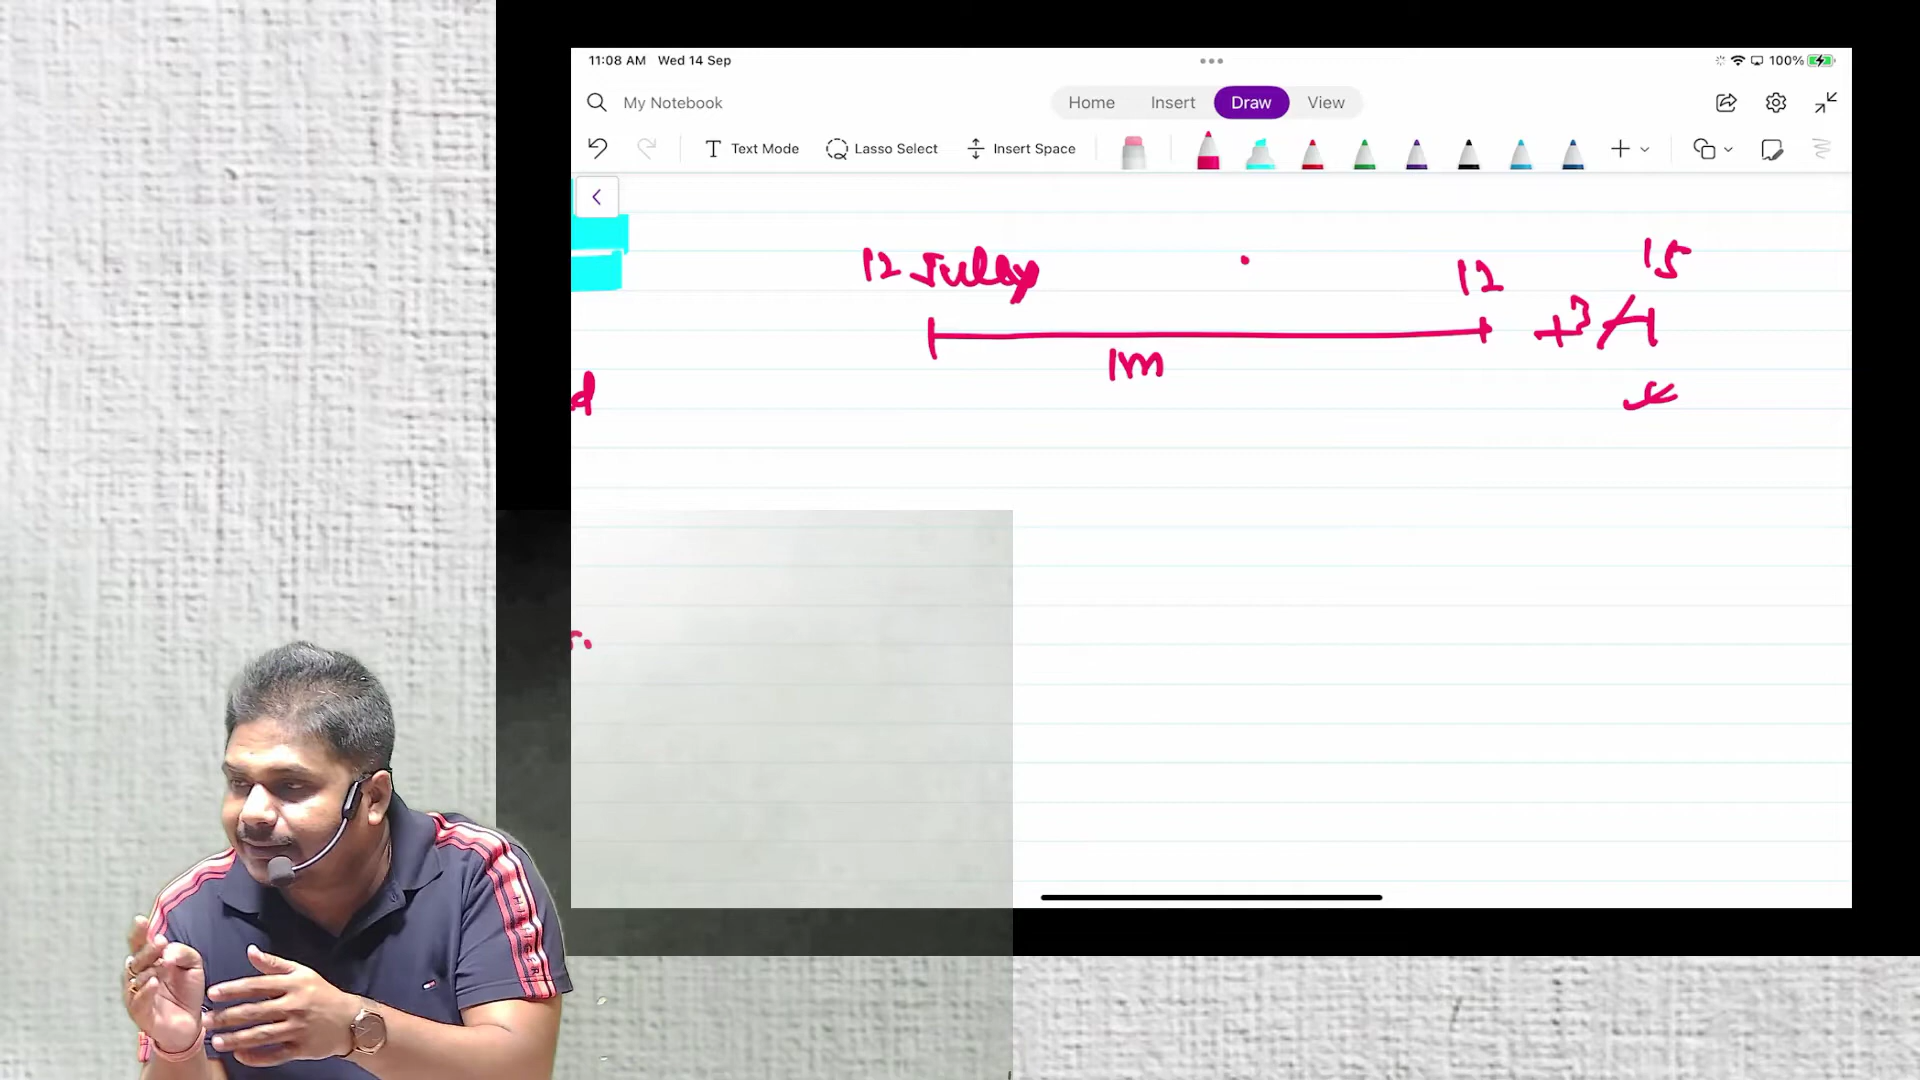 11:08 AM Wed 14 Sep
100%
My Notebook
Home Insert Draw View
Text Mode Lasso Select Insert Space
12 July
12
15
+3
1m
d
r.
HILFIGER